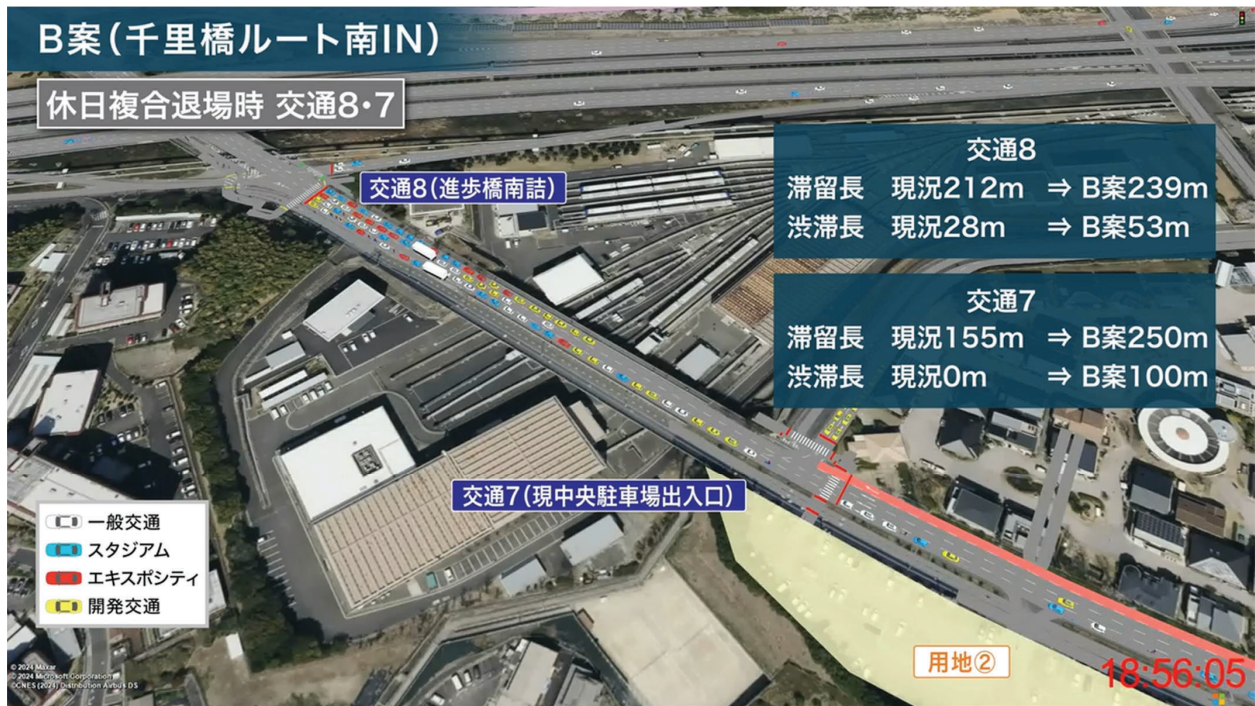 B案(千里橋ルート南IN)
休日複合退場時 交通8・7
交通8(進歩橋南詰)
交通8
滞留長 現況212m ⇒ B案239m
渋滞長 現況28m ⇒ B案53m
交通7
滞留長 現況155m ⇒ B案250m
渋滞長 現況0m ⇒ B案100m
交通7(現中央駐車場出入口)
一般交通
スタジアム
エキスポシティ
開発交通
用地②
18:56:05
© 2024 Maxar
© 2024 Microsoft Corporation
©CNES (2024) Distribution Airbus DS